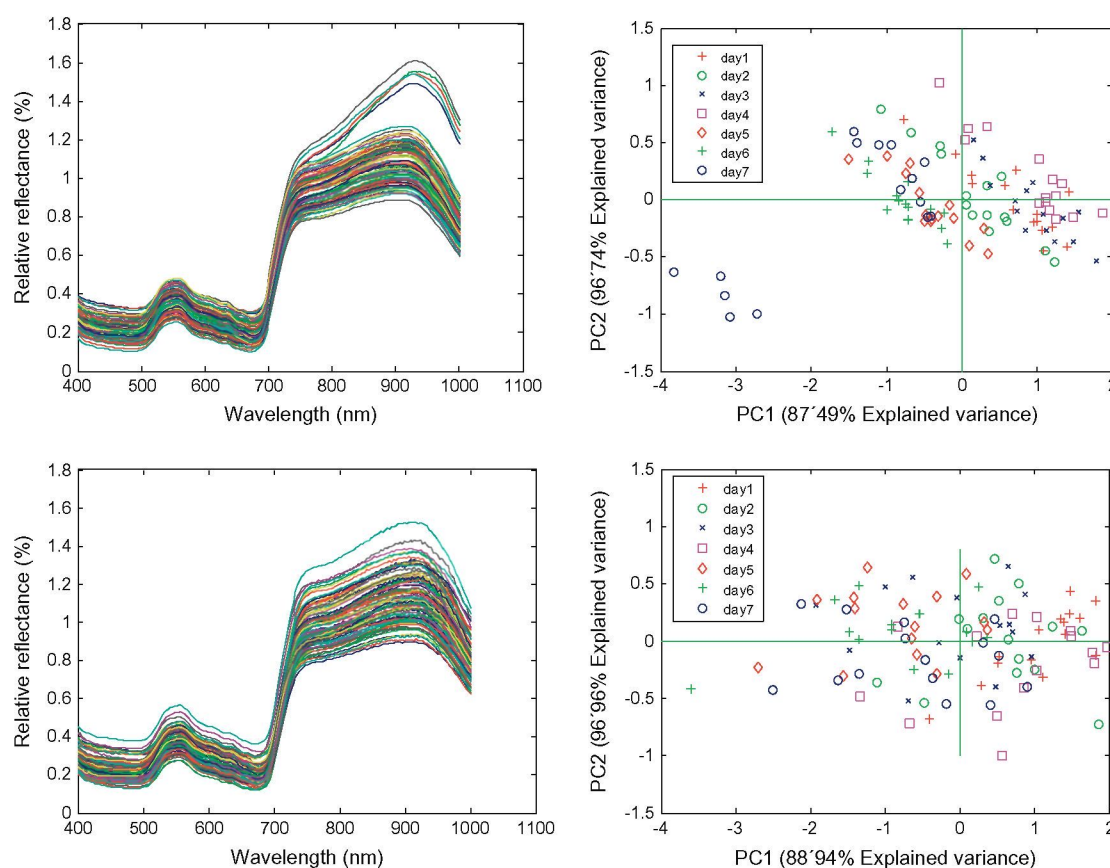 1.8
1.6
1.4
1.2
1
0.8
0.6
0.4
0.2
0
400 500 600 700 800 900 1000 1100
Relative reflectance (%)
Wavelength (nm)
1.5
1
0.5
0
-0.5
-1
-1.5
-4 -3 -2 -1 0 1 2
PC2 (96´74% Explained variance)
PC1 (87´49% Explained variance)
day1
day2
day3
day4
day5
day6
day7
1.8
1.6
1.4
1.2
1
0.8
0.6
0.4
0.2
0
400 500 600 700 800 900 1000 1100
Relative reflectance (%)
Wavelength (nm)
1.5
1
0.5
0
-0.5
-1
-1.5
-4 -3 -2 -1 0 1 2
PC2 (96´96% Explained variance)
PC1 (88´94% Explained variance)
day1
day2
day3
day4
day5
day6
day7